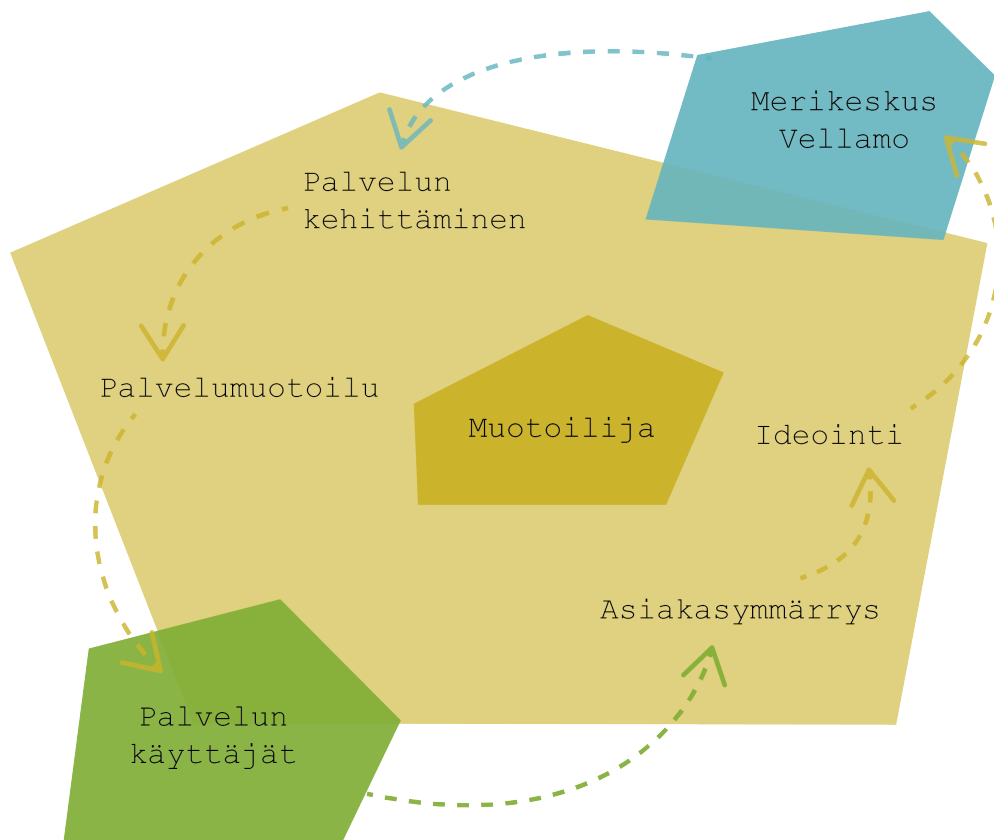 Merikeskus
Vellamo
Palvelun
kehittäminen
Palvelumuotoilu
Muotoilija
Ideointi
Asiakasymmärrys
Palvelun
käyttäjät